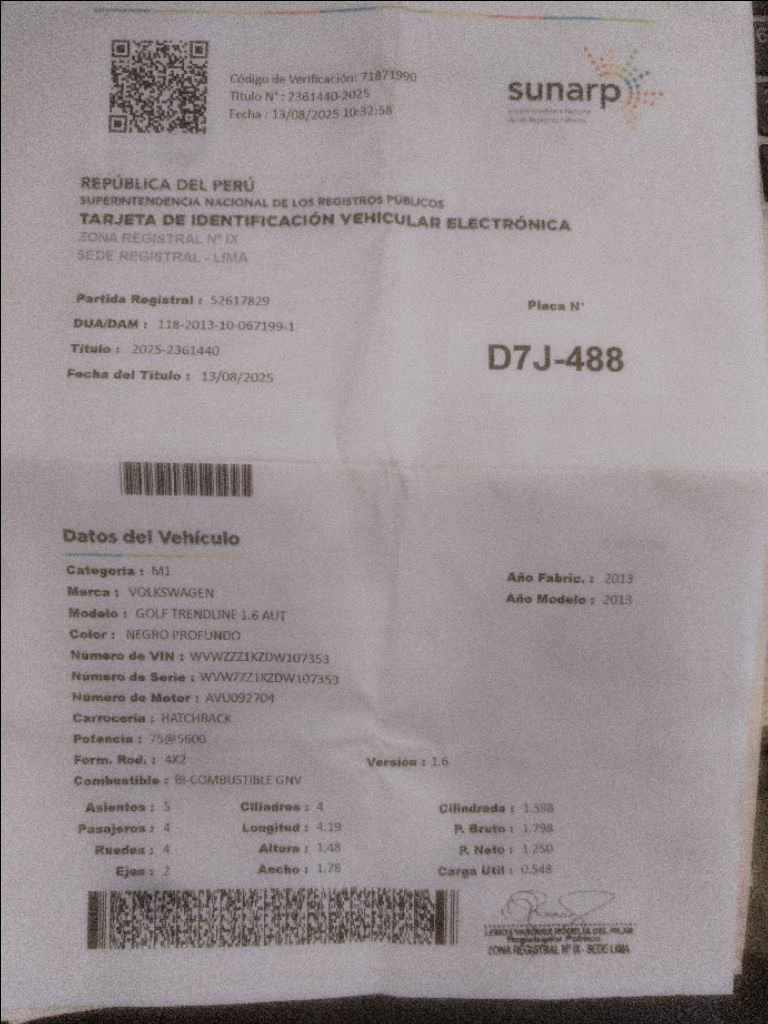 Código de Verificación: 71871990
Título N° : 2361440-2025
Fecha : 13/08/2025 10:32:58
sunarp
REPÚBLICA DEL PERÚ
SUPERINTENDENCIA NACIONAL DE LOS REGISTROS PÚBLICOS
TARJETA DE IDENTIFICACIÓN VEHICULAR ELECTRÓNICA
ZONA REGISTRAL N° IX
SEDE REGISTRAL - LIMA
Partida Registral : 52617829
DUA/DAM : 118-2013-10-067199-1
Título : 2025-2361440
Fecha del Título : 13/08/2025
Placa N°
D7J-488
Datos del Vehículo
Categoria : M1
Marca : VOLKSWAGEN
Modelo : GOLF TRENDLINE 1.6 AUT
Color : NEGRO PROFUNDO
Número de VIN : WVWZZZ1KZDW107353
Número de Serie : WVWZZZ1KZDW107353
Número de Motor : AVU092704
Carrocería : HATCHBACK
Potencia : 75@5600
Form. Rod. : 4X2
Versión : 1.6
Combustible : BI-COMBUSTIBLE GNV
Año Fabric. : 2013
Año Modelo : 2013
Asientos : 5 Cilindros : 4 Cilindrada : 1.598
Pasajeros : 4 Longitud : 4.19 P. Bruto : 1.798
Ruedas : 4 Altura : 1.48 P. Neto : 1.250
Ejes : 2 Ancho : 1.78 Carga Util : 0.548
DEL PILAR
Registrador Público
ZONA REGISTRAL N° IX - SEDE LIMA